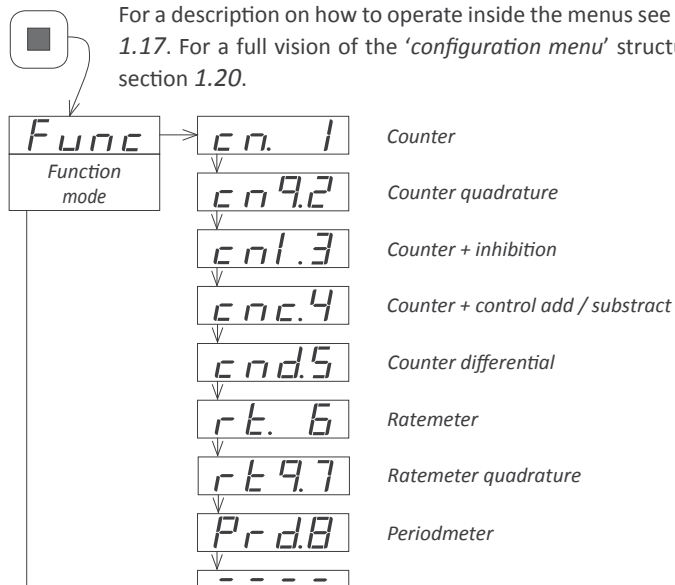 For a description on how to operate inside the menus see
1.17. For a full vision of the ‘configuration menu’ struct
section 1.20.
Func
Function
mode
cn. 1
Counter
cnq.2
Counter quadrature
cnI.3
Counter + inhibition
cnc.4
Counter + control add / substract
cnd.5
Counter differential
rt. 6
Ratemeter
rtq.7
Ratemeter quadrature
Prd.8
Periodmeter
----